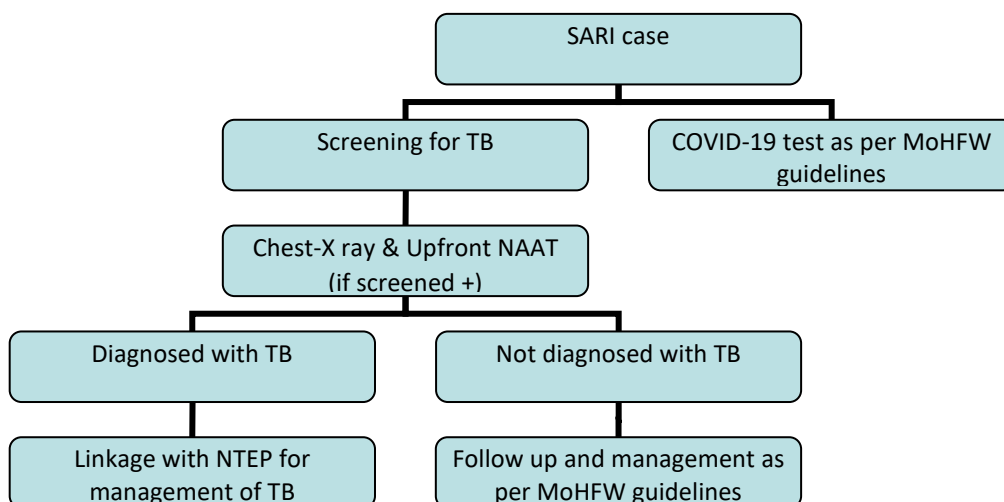 SARI case
Screening for TB
COVID-19 test as per MoHFW
guidelines
Chest-X ray & Upfront NAAT
(if screened +)
Diagnosed with TB
Not diagnosed with TB
Linkage with NTEP for
management of TB
Follow up and management as
per MoHFW guidelines